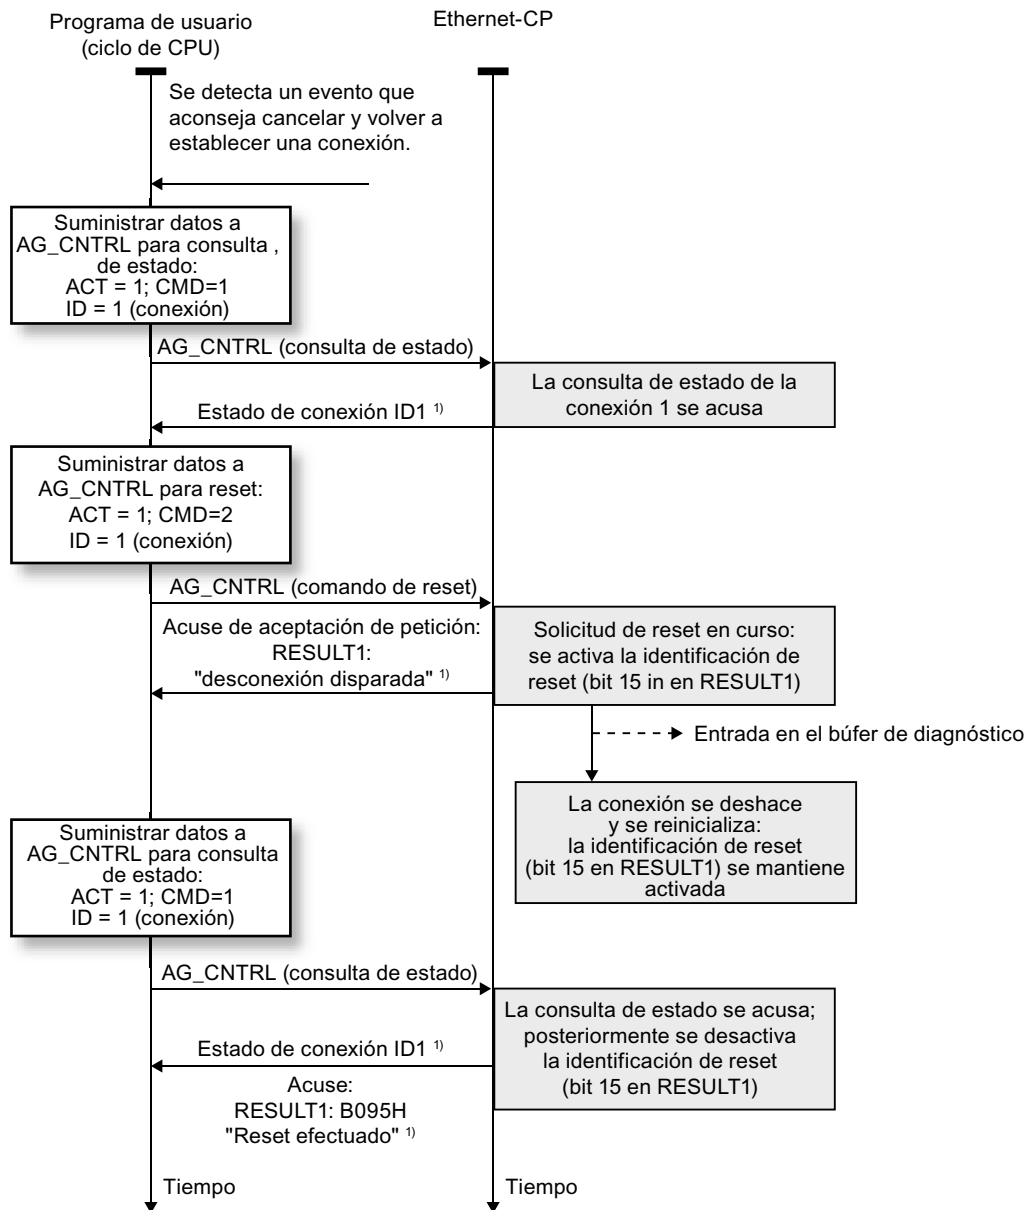 Programa de usuario
(ciclo de CPU)
Ethernet-CP
Se detecta un evento que
aconseja cancelar y volver a
establecer una conexión.
Suministrar datos a
AG_CNTRL para consulta ,
de estado:
ACT = 1; CMD=1
ID = 1 (conexión)
AG_CNTRL (consulta de estado)
La consulta de estado de la
conexión 1 se acusa
Estado de conexión ID1 1)
Suministrar datos a
AG_CNTRL para reset:
ACT = 1; CMD=2
ID = 1 (conexión)
AG_CNTRL (comando de reset)
Acuse de aceptación de petición:
RESULT1:
"desconexión disparada" 1)
Solicitud de reset en curso:
se activa la identificación de
reset (bit 15 in en RESULT1)
Entrada en el búfer de diagnóstico
La conexión se deshace
y se reinicializa:
la identificación de reset
(bit 15 en RESULT1) se mantiene
activada
Suministrar datos a
AG_CNTRL para consulta
de estado:
ACT = 1; CMD=1
ID = 1 (conexión)
AG_CNTRL (consulta de estado)
La consulta de estado se acusa;
posteriormente se desactiva
la identificación de reset
(bit 15 en RESULT1)
Estado de conexión ID1 1)
Acuse:
RESULT1: B095H
"Reset efectuado" 1)
Tiempo
Tiempo